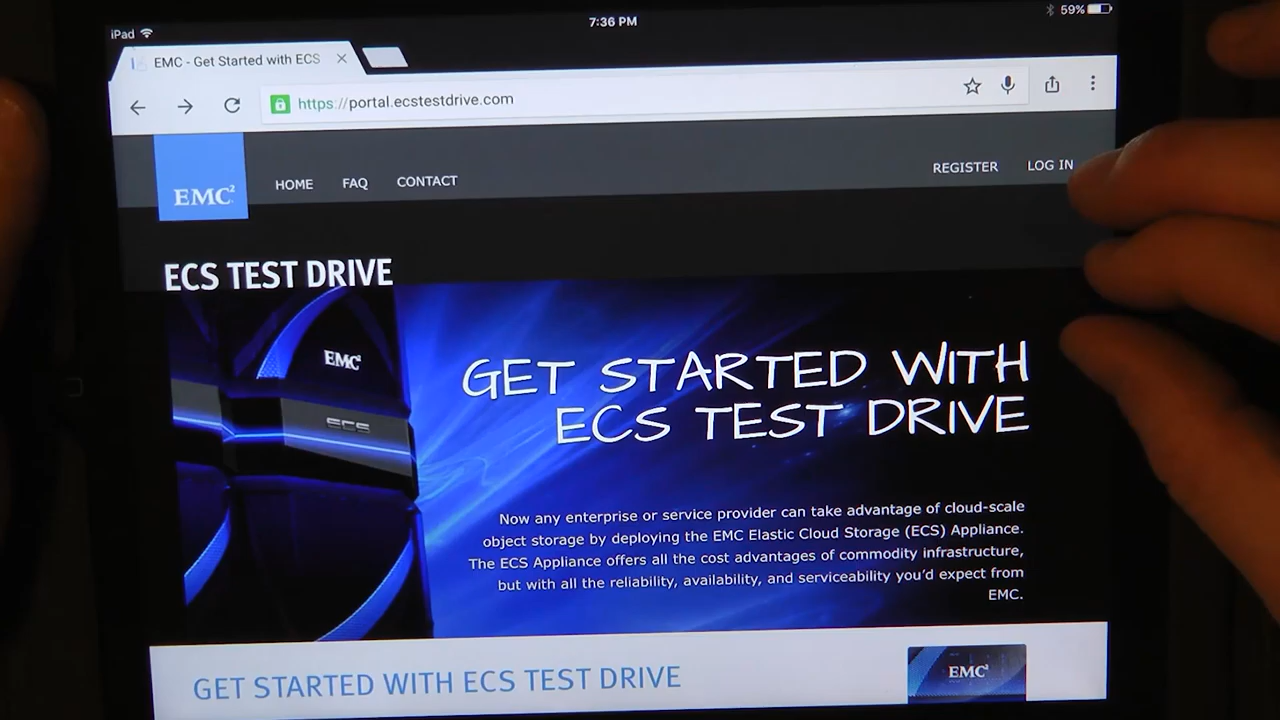 iPad
7:36 PM
59%
EMC - Get Started with ECS
https://portal.ecstestdrive.com
EMC²
HOME FAQ CONTACT
REGISTER LOG IN
ECS TEST DRIVE
EMC²
ECS
GET STARTED WITH
ECS TEST DRIVE
Now any enterprise or service provider can take advantage of cloud-scale
object storage by deploying the EMC Elastic Cloud Storage (ECS) Appliance.
The ECS Appliance offers all the cost advantages of commodity infrastructure,
but with all the reliability, availability, and serviceability you'd expect from
EMC.
GET STARTED WITH ECS TEST DRIVE
EMC²